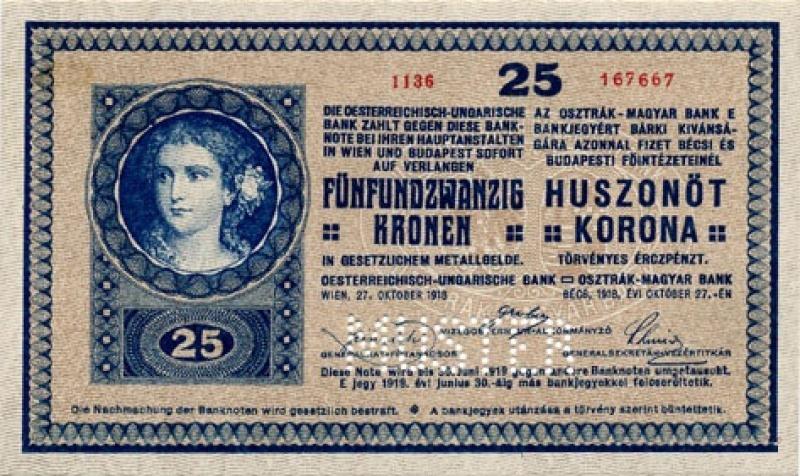 1136 25 167667
DIE OESTERREICHISCH-UNGARISCHE
BANK ZAHLT GEGEN DIESE BANK-
NOTE BEI IHREN HAUPTANSTALTEN
IN WIEN UND BUDAPEST SOFORT
AUF VERLANGEN
FÜNFUNDZWANZIG
KRONEN
IN GESETZLICHEM METALLGELDE.
AZ OSZTRÁK-MAGYAR BANK E
BANKJEGYÉRT BÁRKI KIVÁNSÁ-
GÁRA AZONNAL FIZET BÉCSI ÉS
BUDAPESTI FŐINTÉZETEINÉL
HUSZONÖT
KORONA
TÖRVÉNYES ÉRCZPÉNZT.
OESTERREICHISCH-UNGARISCHE BANK OSZTRÁK-MAGYAR BANK
WIEN, 27. OKTOBER 1918 BÉCS, 1918. ÉVI OKTOBER 27.-ÉN
MUSTER
GENERALSEKRETÄR-VEZÉRTITKÁR
25
Diese Note wird bis 30. Juni 1919 gegen andere Banknoten umgetauscht.
E jegy 1919. évi junius 30.-áig más bankjegyekkel felcseréltetik.
Die Nachmachung der Banknoten wird gesetzlich bestraft. A bankjegyek utánzása a törvény szerint büntettetik.